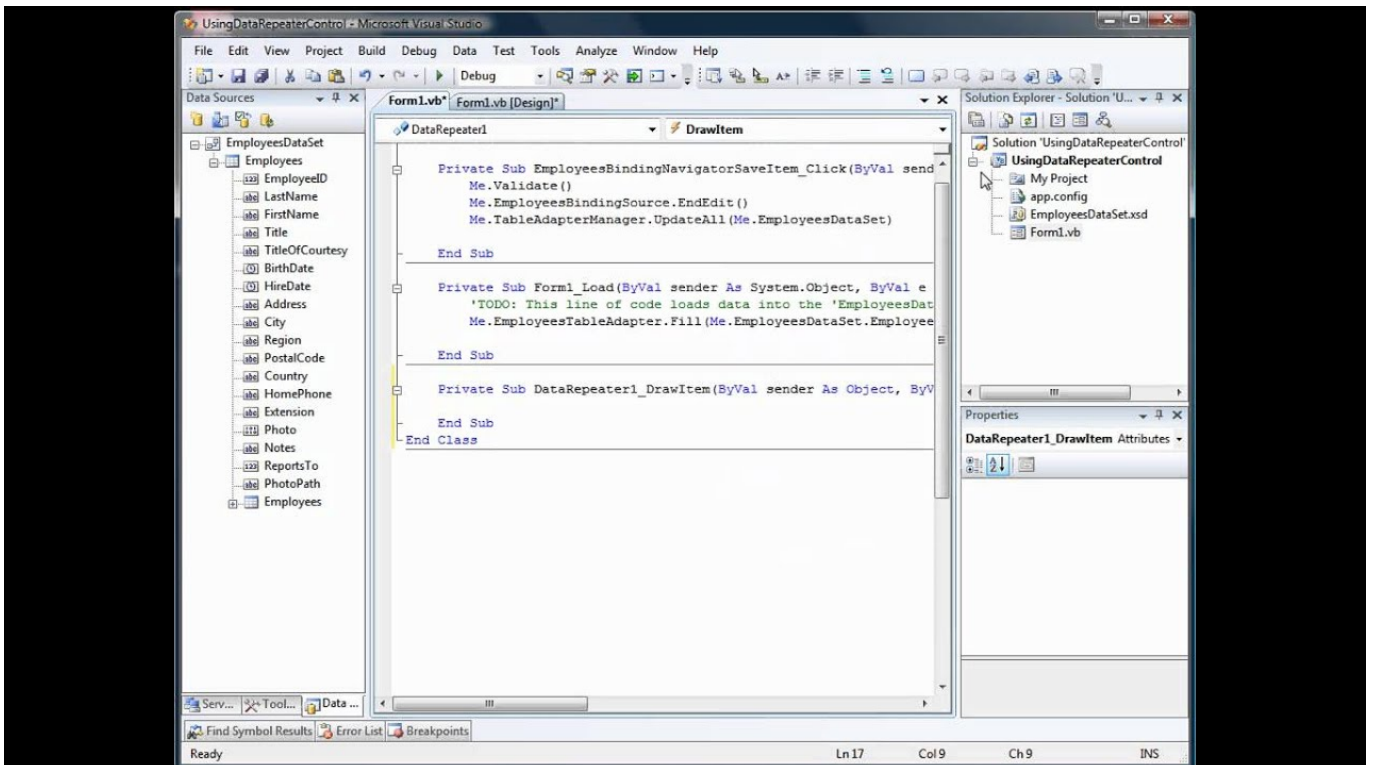 UsingDataRepeaterControl - Microsoft Visual Studio
File Edit View Project Build Debug Data Test Tools Analyze Window Help
Debug
Data Sources
EmployeesDataSet
Employees
EmployeeID
LastName
FirstName
Title
TitleOfCourtesy
BirthDate
HireDate
Address
City
Region
PostalCode
Country
HomePhone
Extension
Photo
Notes
ReportsTo
PhotoPath
Employees
Serv... Tool... Data ...
Form1.vb* Form1.vb [Design]*
DataRepeater1 DrawItem
Private Sub EmployeesBindingNavigatorSaveItem_Click(ByVal send
Me.Validate()
Me.EmployeesBindingSource.EndEdit()
Me.TableAdapterManager.UpdateAll(Me.EmployeesDataSet)
End Sub
Private Sub Form1_Load(ByVal sender As System.Object, ByVal e
'TODO: This line of code loads data into the 'EmployeesDat
Me.EmployeesTableAdapter.Fill(Me.EmployeesDataSet.Employee
End Sub
Private Sub DataRepeater1_DrawItem(ByVal sender As Object, ByV
End Sub
End Class
Solution Explorer - Solution 'U...
Solution 'UsingDataRepeaterControl'
UsingDataRepeaterControl
My Project
app.config
EmployeesDataSet.xsd
Form1.vb
Properties
DataRepeater1_DrawItem Attributes
Find Symbol Results Error List Breakpoints
Ready Ln 17 Col 9 Ch 9 INS